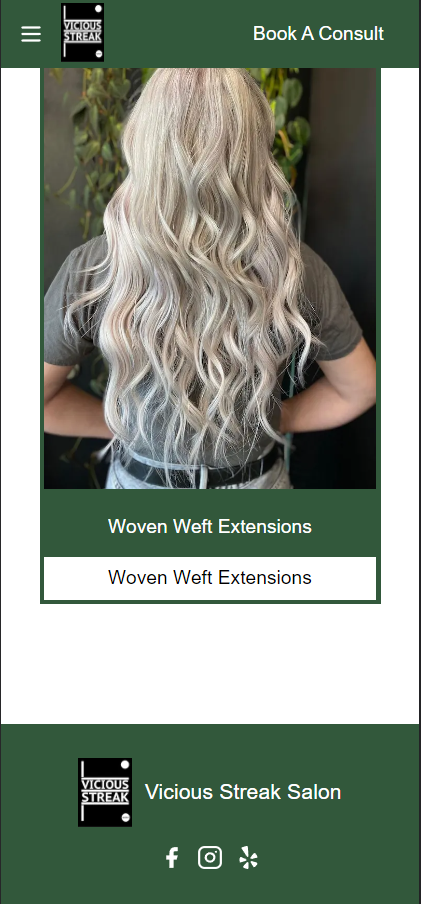 VICIOUS
STREAK
Book A Consult
Woven Weft Extensions
Woven Weft Extensions
VICIOUS
STREAK
Vicious Streak Salon